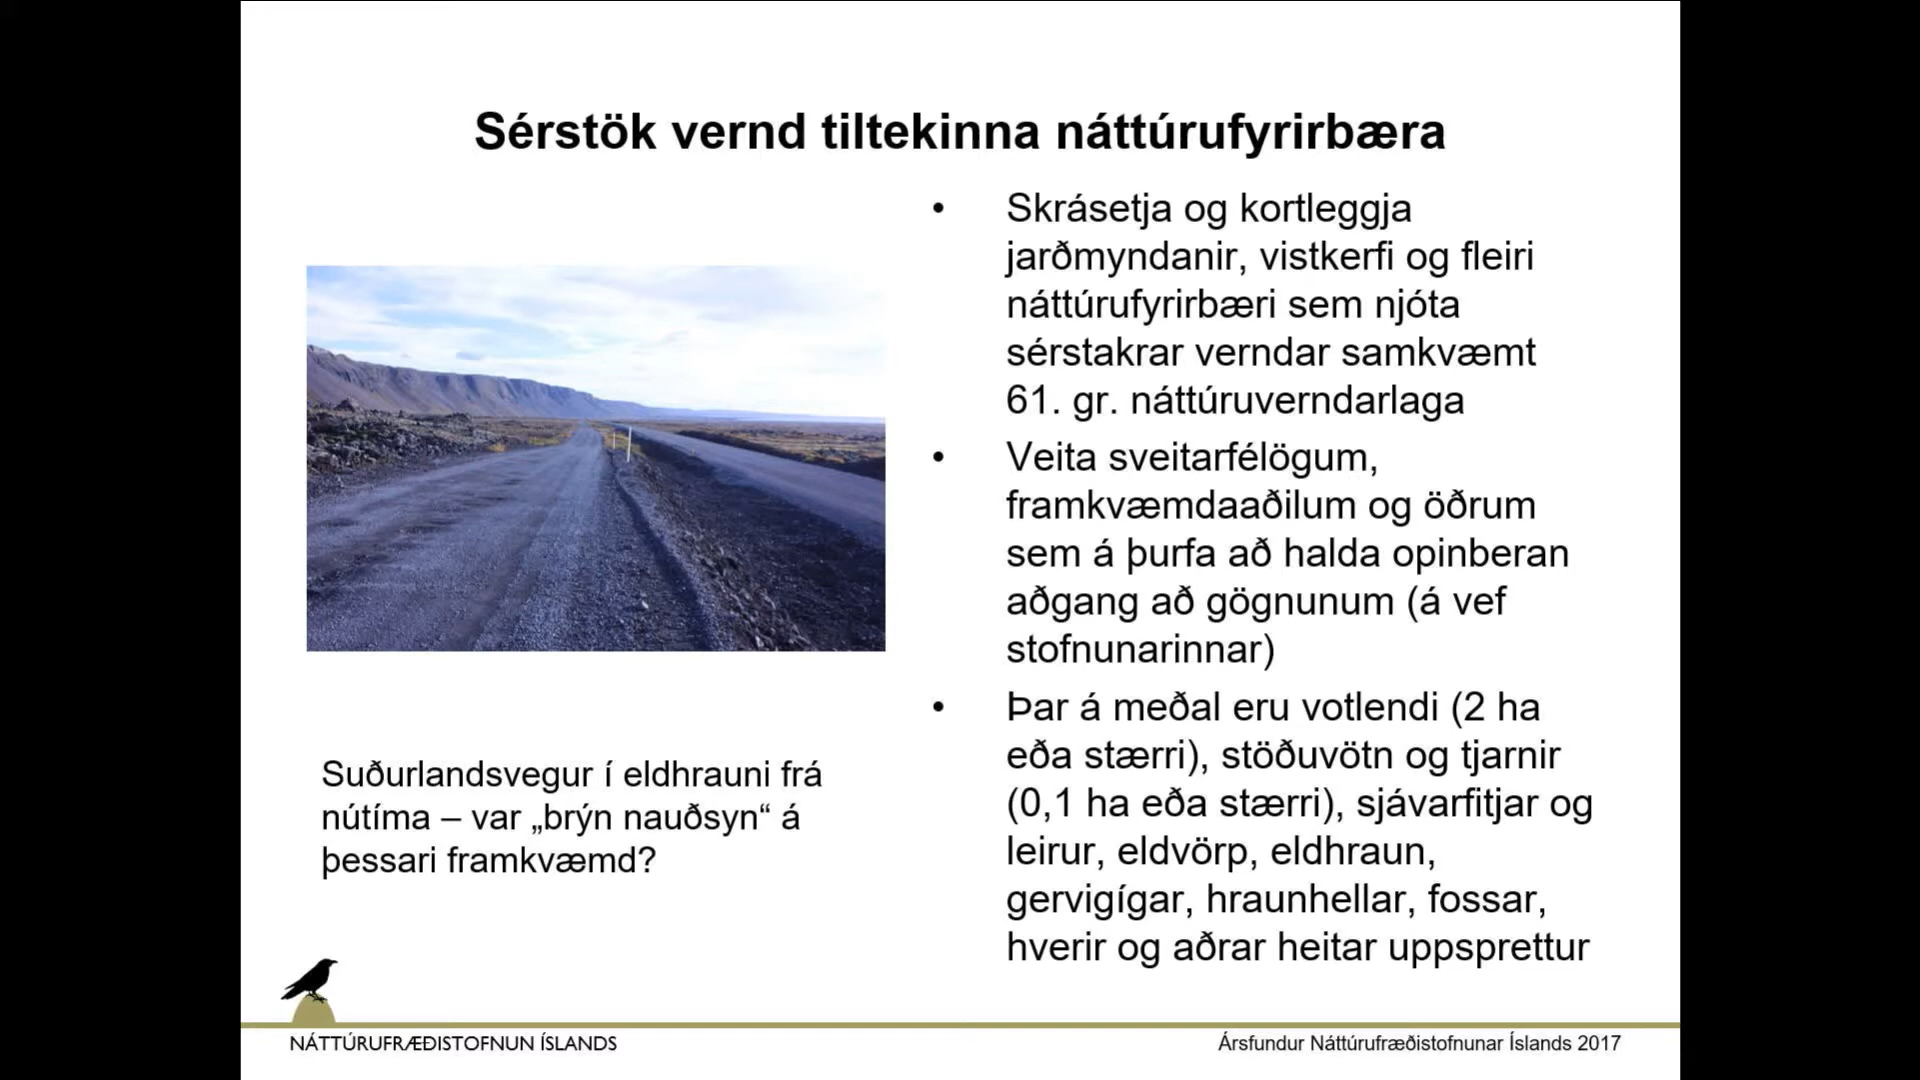 Sérstök vernd tiltekinna náttúrufyrirbæra
• Skrásetja og kortleggja
jarðmyndanir, vistkerfi og fleiri
náttúrufyrirbæri sem njóta
sérstakrar verndar samkvæmt
61. gr. náttúruverndarlaga
• Veita sveitarfélögum,
framkvæmdaaðilum og öðrum
sem á þurfa að halda opinberan
aðgang að gögnunum (á vef
stofnunarinnar)
• Þar á meðal eru votlendi (2 ha
eða stærri), stöðuvötn og tjarnir
(0,1 ha eða stærri), sjávarfitjar og
leirur, eldvörp, eldhraun,
gervigígar, hraunhellar, fossar,
hverir og aðrar heitar uppsprettur
Suðurlandsvegur í eldhrauni frá
nútíma – var „brýn nauðsyn“ á
þessari framkvæmd?
NÁTTÚRUFRÆÐISTOFNUN ÍSLANDS
Ársfundur Náttúrufræðistofnunar Íslands 2017